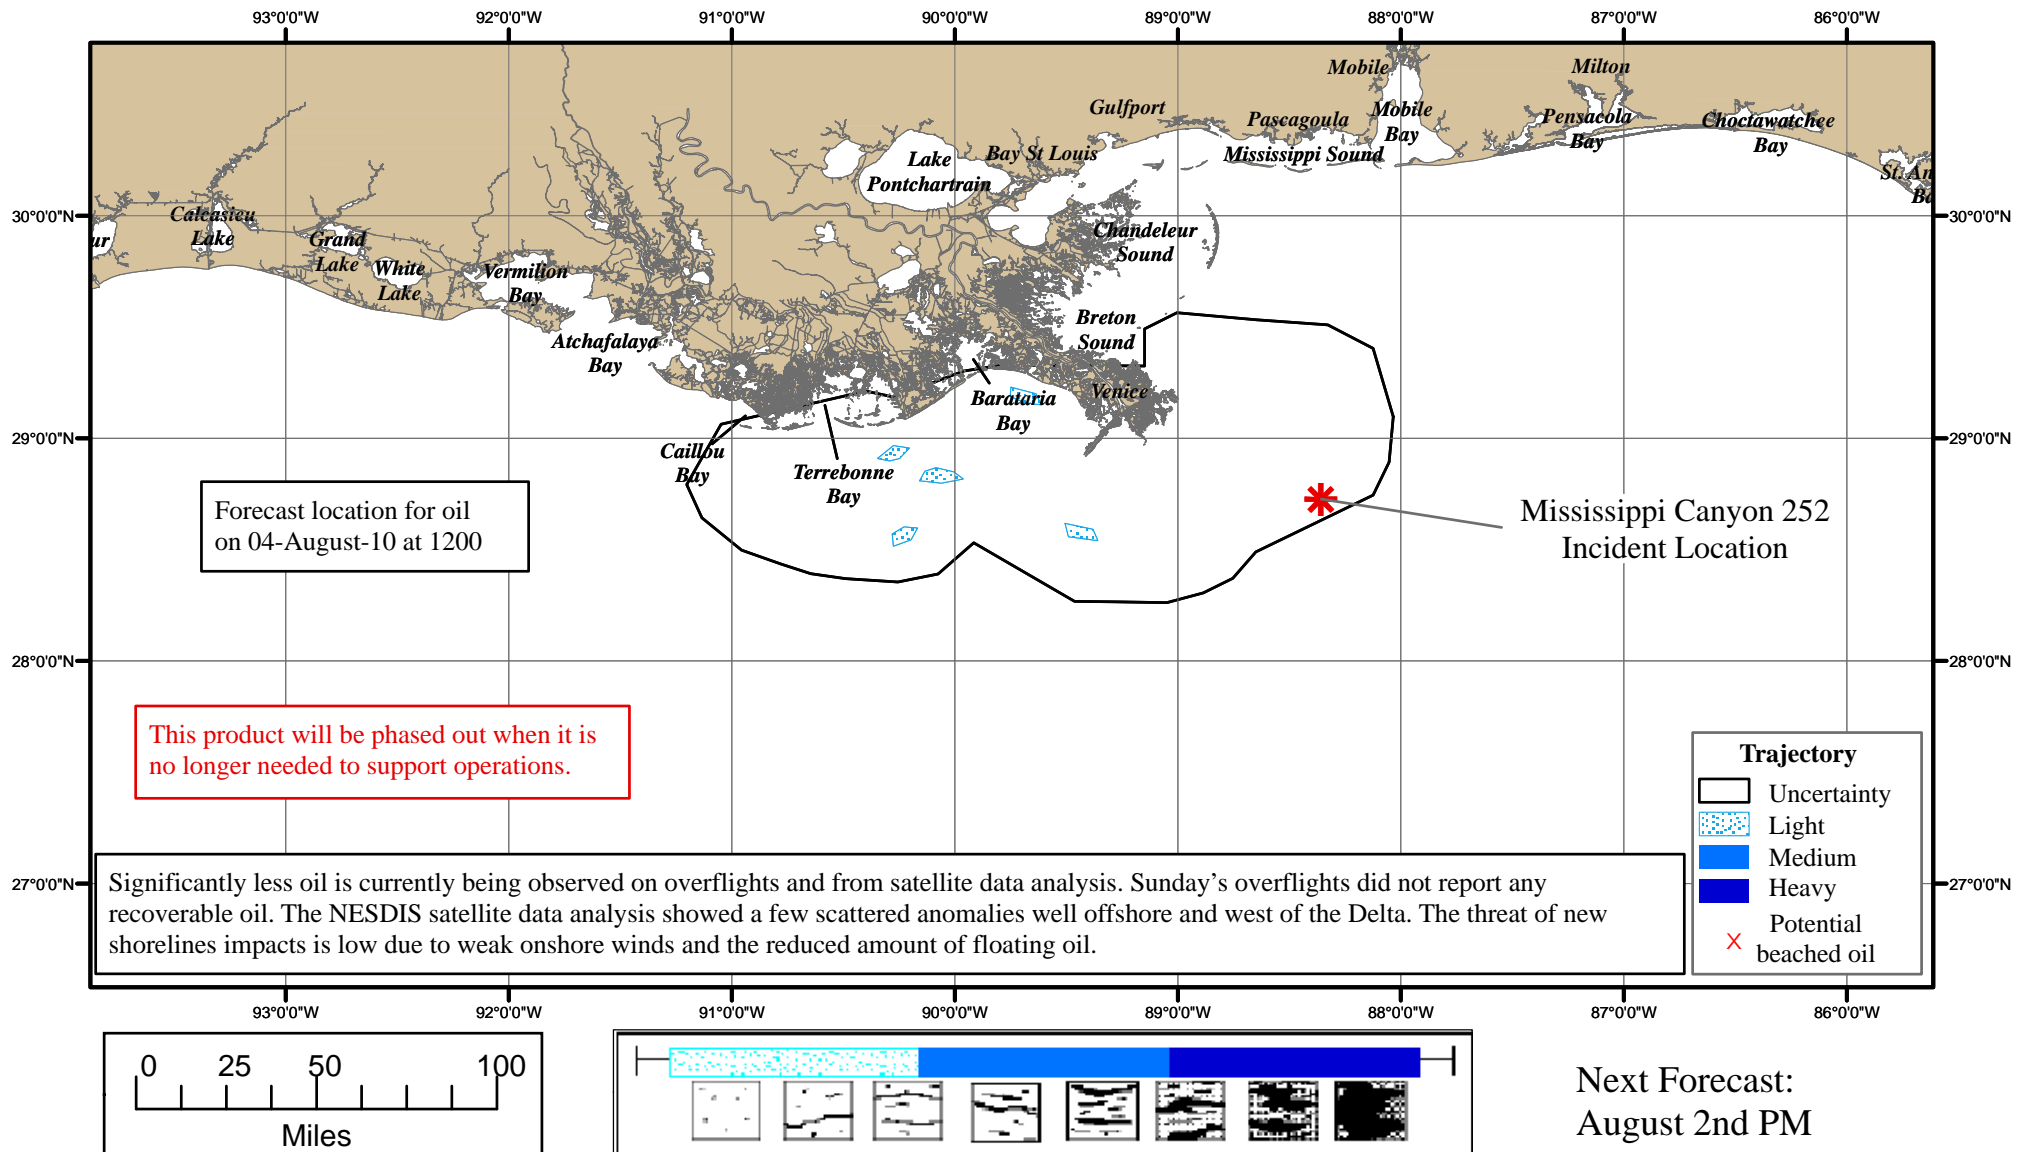 93°0'0"W 92°0'0"W 91°0'0"W 90°0'0"W 89°0'0"W 88°0'0"W 87°0'0"W 86°0'0"W
Mobile
Milton
Gulfport
Pascagoula
Mobile
Bay
Pensacola
Bay
Choctawatchee
Bay
Lake
Pontchartrain
Bay St Louis
Mississippi Sound
St. An
Ba
30°0'0"N 30°0'0"N
ur
Calcasieu
Lake
Grand
Lake
White
Lake
Vermilion
Bay
Chandeleur
Sound
Atchafalaya
Bay
Breton
Sound
Venice
Barataria
Bay
29°0'0"N 29°0'0"N
Caillou
Bay
Terrebonne
Bay
Forecast location for oil
on 04-August-10 at 1200
Mississippi Canyon 252
Incident Location
28°0'0"N 28°0'0"N
This product will be phased out when it is
no longer needed to support operations.
Trajectory
Uncertainty
Light
Medium
Heavy
Potential
beached oil
27°0'0"N 27°0'0"N
Significantly less oil is currently being observed on overflights and from satellite data analysis. Sunday's overflights did not report any
recoverable oil. The NESDIS satellite data analysis showed a few scattered anomalies well offshore and west of the Delta. The threat of new
shorelines impacts is low due to weak onshore winds and the reduced amount of floating oil.
93°0'0"W 92°0'0"W 91°0'0"W 90°0'0"W 89°0'0"W 88°0'0"W 87°0'0"W 86°0'0"W
0 25 50 100
Miles
Next Forecast:
August 2nd PM